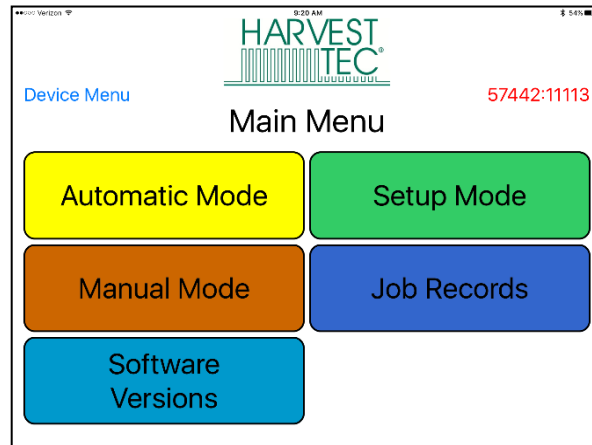 Verizon 9:20 AM 54%
HARVEST
TEC®
Device Menu 57442:11113
Main Menu
Automatic Mode Setup Mode
Manual Mode Job Records
Software
Versions